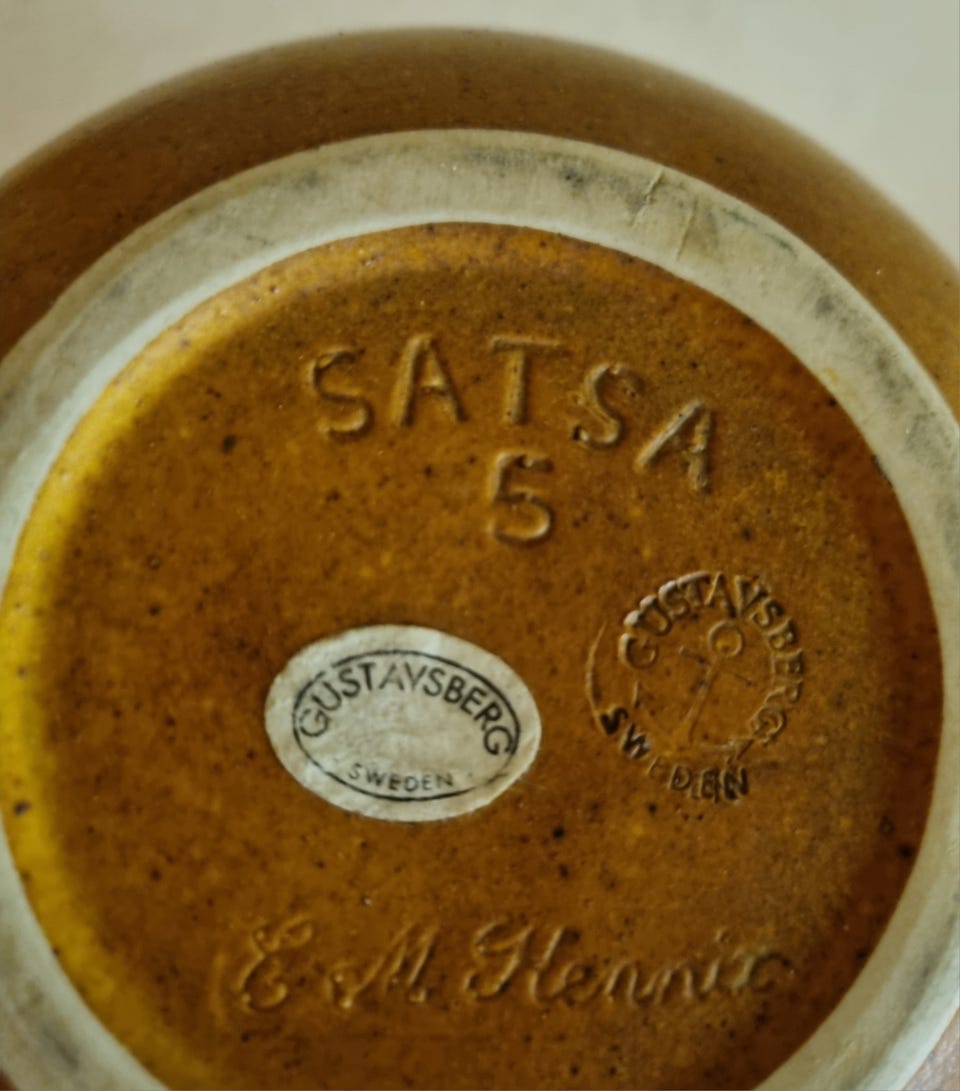 SATSA
5
GUSTAVSBERG
SWEDEN
GUSTAVSBERG
SWEDEN
E M Hennix